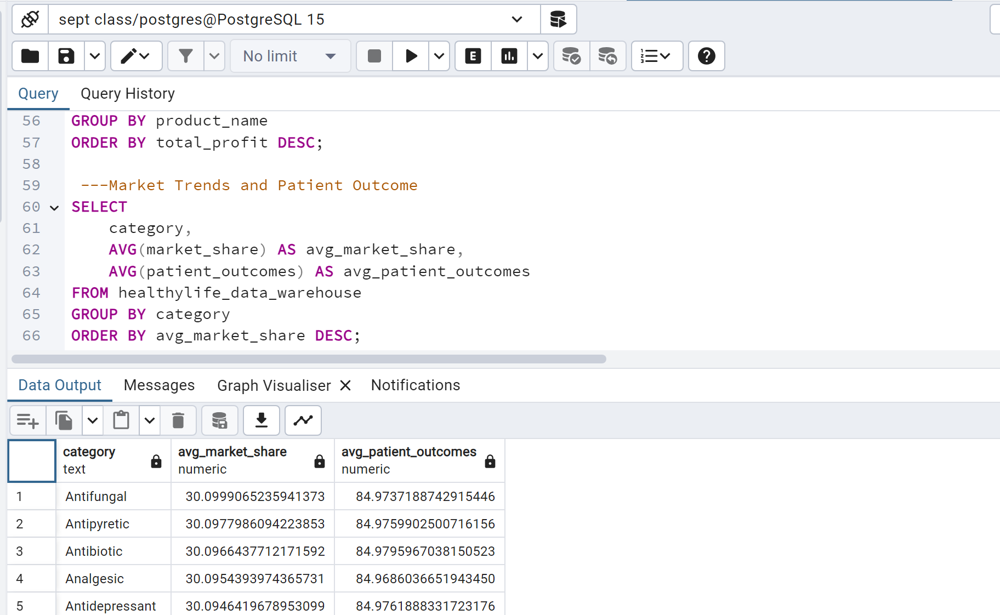 sept class/postgres@PostgreSQL 15
No limit
E
Query Query History
56 GROUP BY product_name
57 ORDER BY total_profit DESC;
58
59 ---Market Trends and Patient Outcome
60 SELECT
61 category,
62 AVG(market_share) AS avg_market_share,
63 AVG(patient_outcomes) AS avg_patient_outcomes
64 FROM healthylife_data_warehouse
65 GROUP BY category
66 ORDER BY avg_market_share DESC;
Data Output Messages Graph Visualiser Notifications
category avg_market_share avg_patient_outcomes
text numeric numeric
1 Antifungal 30.0999065235941373 84.9737188742915446
2 Antipyretic 30.0977986094223853 84.9759902500716156
3 Antibiotic 30.0966437712171592 84.9795967038150523
4 Analgesic 30.0954393974365731 84.9686036651943450
5 Antidepressant 30.0946419678953099 84.9761888331723176